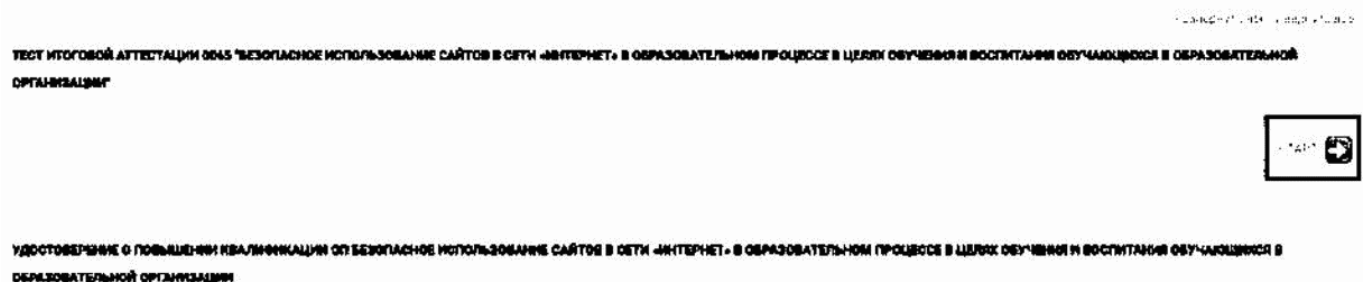 ТЕСТ ИТОГОВОЙ АТТЕСТАЦИИ 0045 "БЕЗОПАСНОЕ ИСПОЛЬЗОВАНИЕ САЙТОВ В СЕТИ «ИНТЕРНЕТ» В ОБРАЗОВАТЕЛЬНОМ ПРОЦЕССЕ В ЦЕЛЯХ ОБУЧЕНИЯ И ВОСПИТАНИЯ ОБУЧАЮЩИХСЯ В ОБРАЗОВАТЕЛЬНОЙ
ОРГАНИЗАЦИИ"
УДОСТОВЕРЕНИЕ О ПОВЫШЕНИИ КВАЛИФИКАЦИИ ОП БЕЗОПАСНОЕ ИСПОЛЬЗОВАНИЕ САЙТОВ В СЕТИ «ИНТЕРНЕТ» В ОБРАЗОВАТЕЛЬНОМ ПРОЦЕССЕ В ЦЕЛЯХ ОБУЧЕНИЯ И ВОСПИТАНИЯ ОБУЧАЮЩИХСЯ В
ОБРАЗОВАТЕЛЬНОЙ ОРГАНИЗАЦИИ